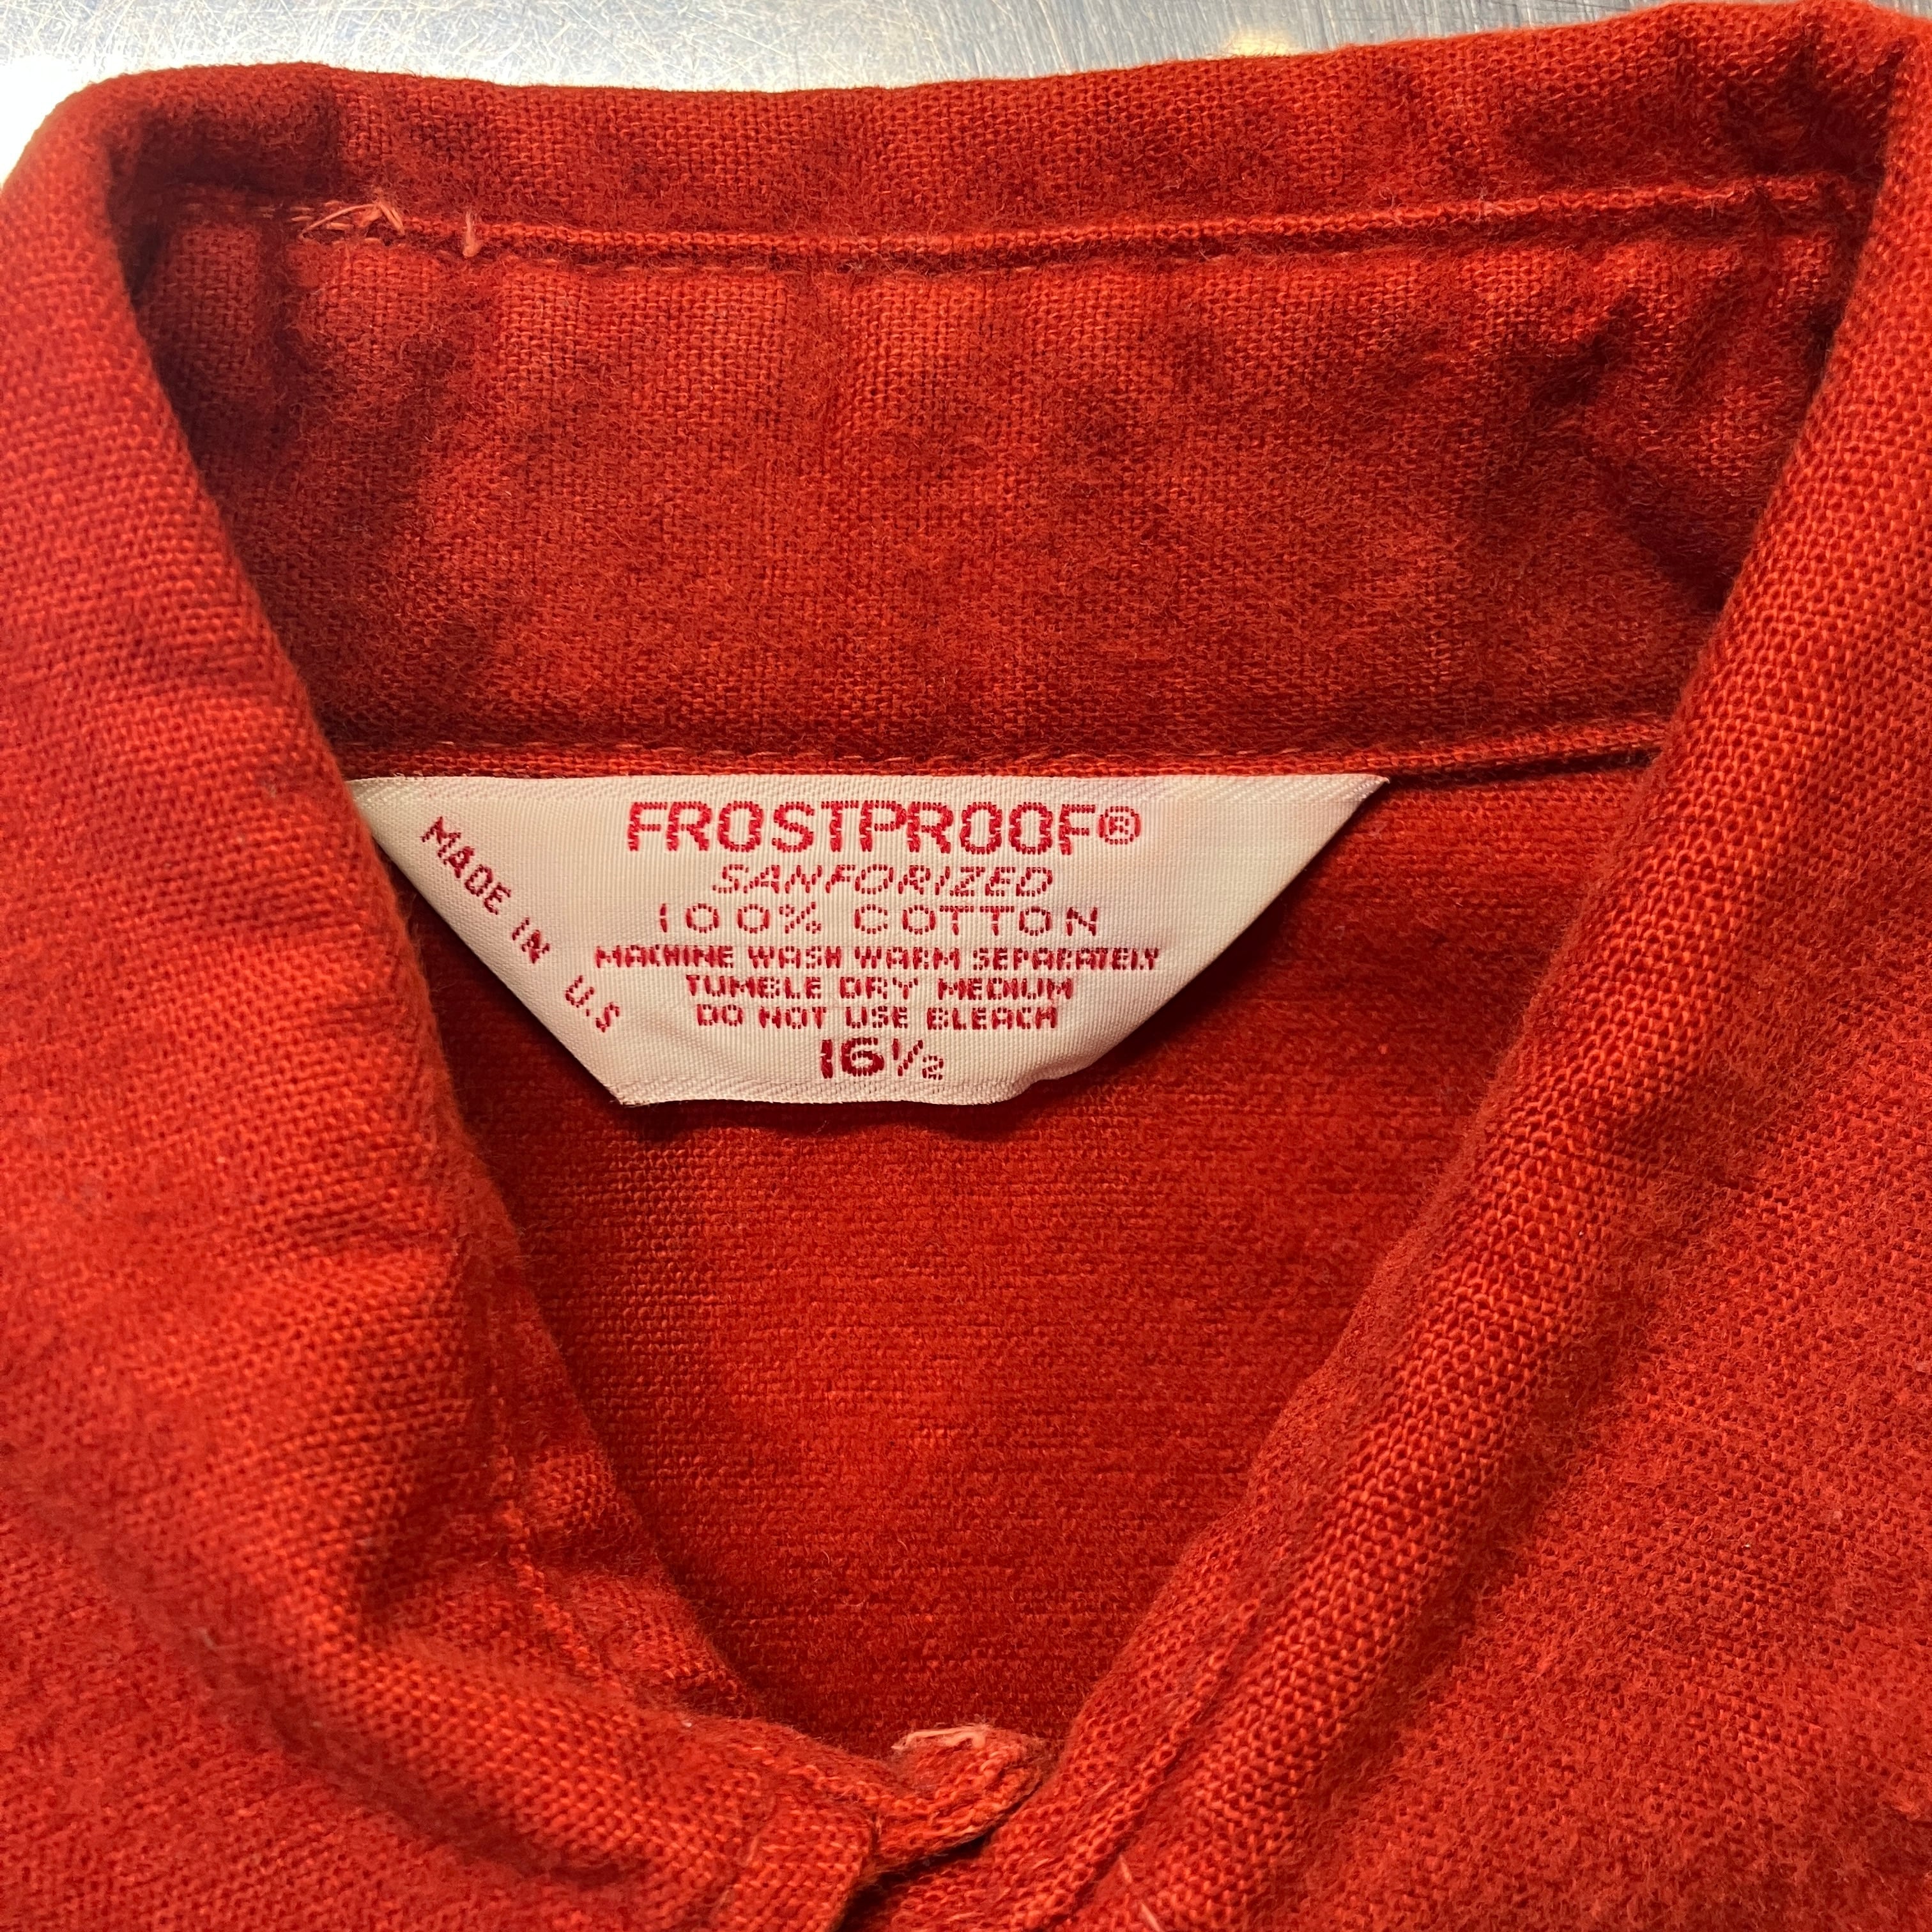 FROSTPROOF®
SANFORIZED
100% COTTON
MACHINE WASH WARM SEPARATELY
TUMBLE DRY MEDIUM
DO NOT USE BLEACH
16½
MADE IN U.S